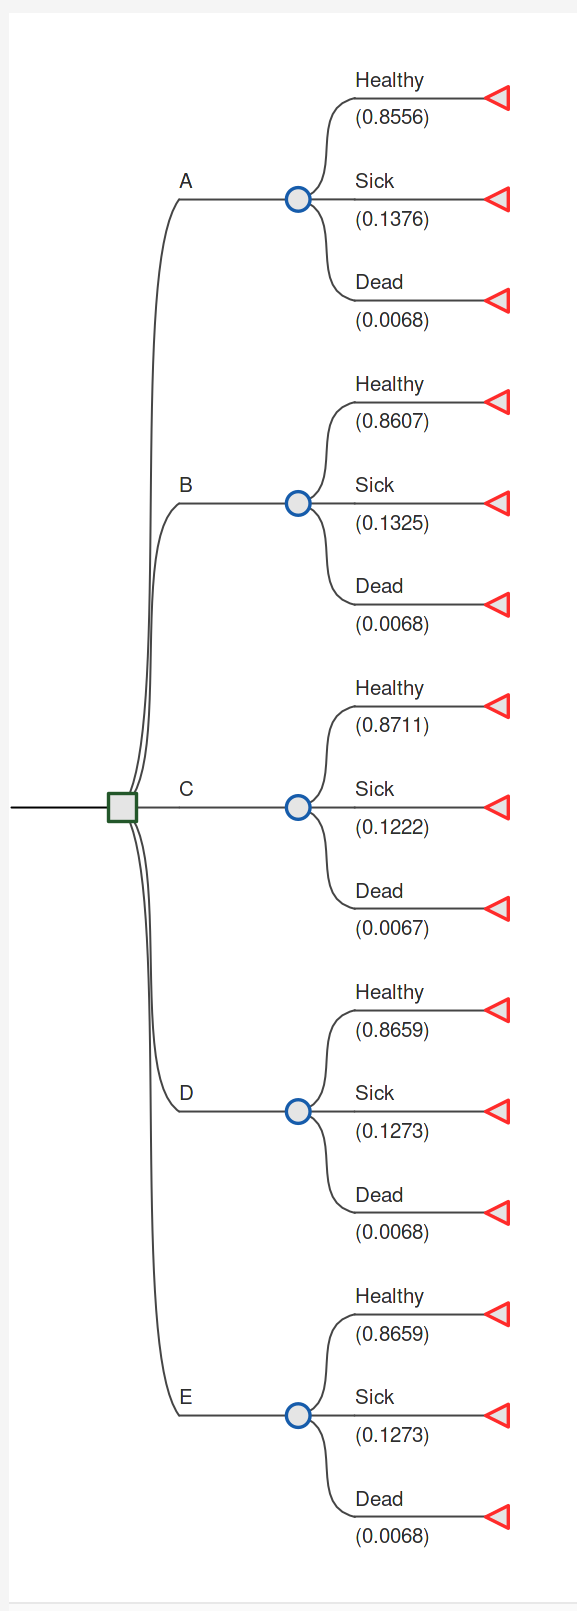 Healthy
(0.8556)
A
Sick
(0.1376)
Dead
(0.0068)
Healthy
(0.8607)
B
Sick
(0.1325)
Dead
(0.0068)
Healthy
(0.8711)
C
Sick
(0.1222)
Dead
(0.0067)
Healthy
(0.8659)
D
Sick
(0.1273)
Dead
(0.0068)
Healthy
(0.8659)
E
Sick
(0.1273)
Dead
(0.0068)